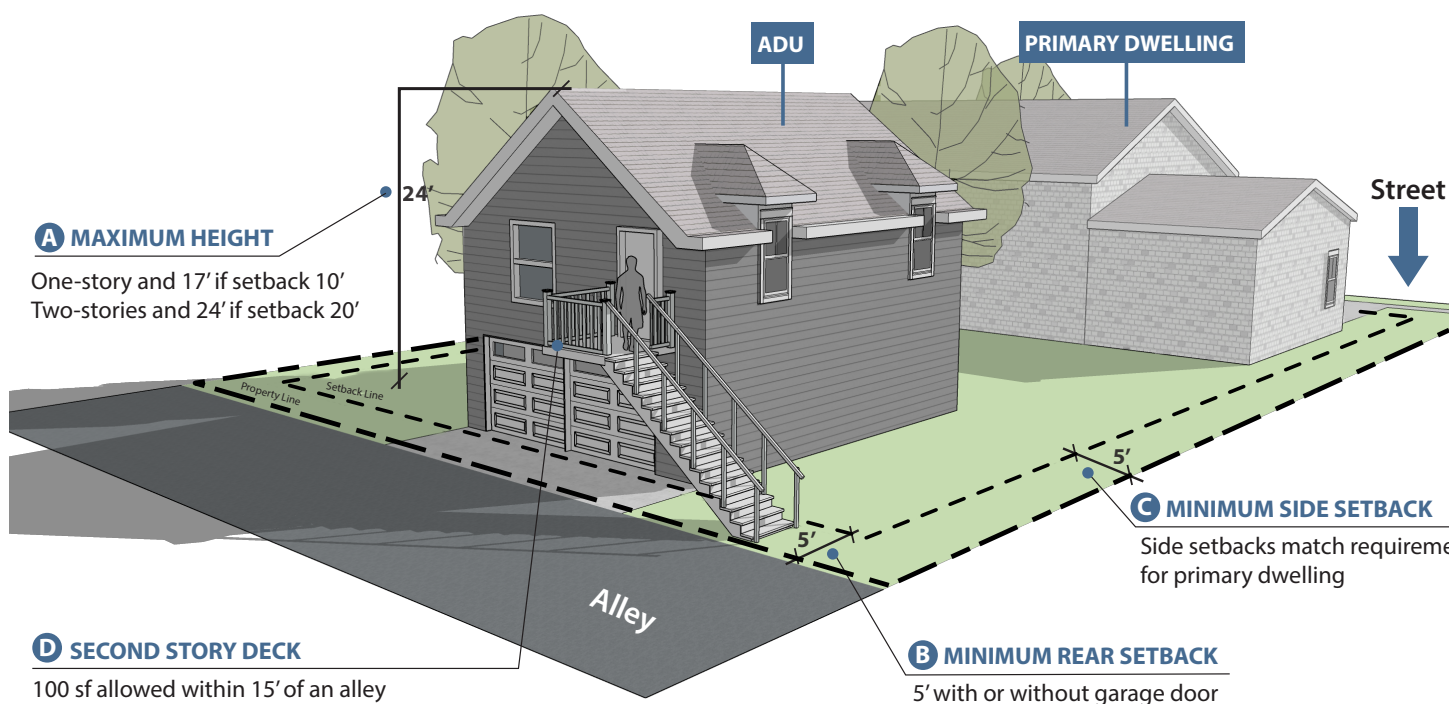 ADU
PRIMARY DWELLING
Street
24'
A MAXIMUM HEIGHT
One-story and 17' if setback 10'
Two-stories and 24' if setback 20'
Property Line
Setback Line
5'
C MINIMUM SIDE SETBACK
Side setbacks match requireme
for primary dwelling
5'
Alley
D SECOND STORY DECK
100 sf allowed within 15' of an alley
B MINIMUM REAR SETBACK
5' with or without garage door